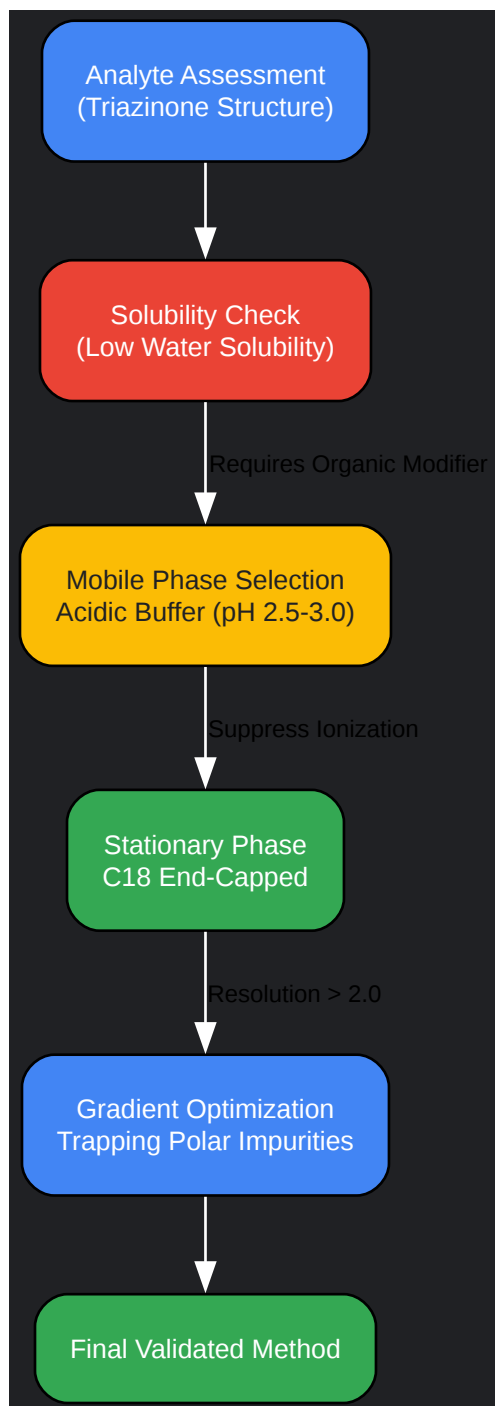 Analyte Assessment
(Triazinone Structure)
Solubility Check
(Low Water Solubility)
Requires Organic Modifier
Mobile Phase Selection
Acidic Buffer (pH 2.5-3.0)
Suppress Ionization
Stationary Phase
C18 End-Capped
Resolution > 2.0
Gradient Optimization
Trapping Polar Impurities
Final Validated Method